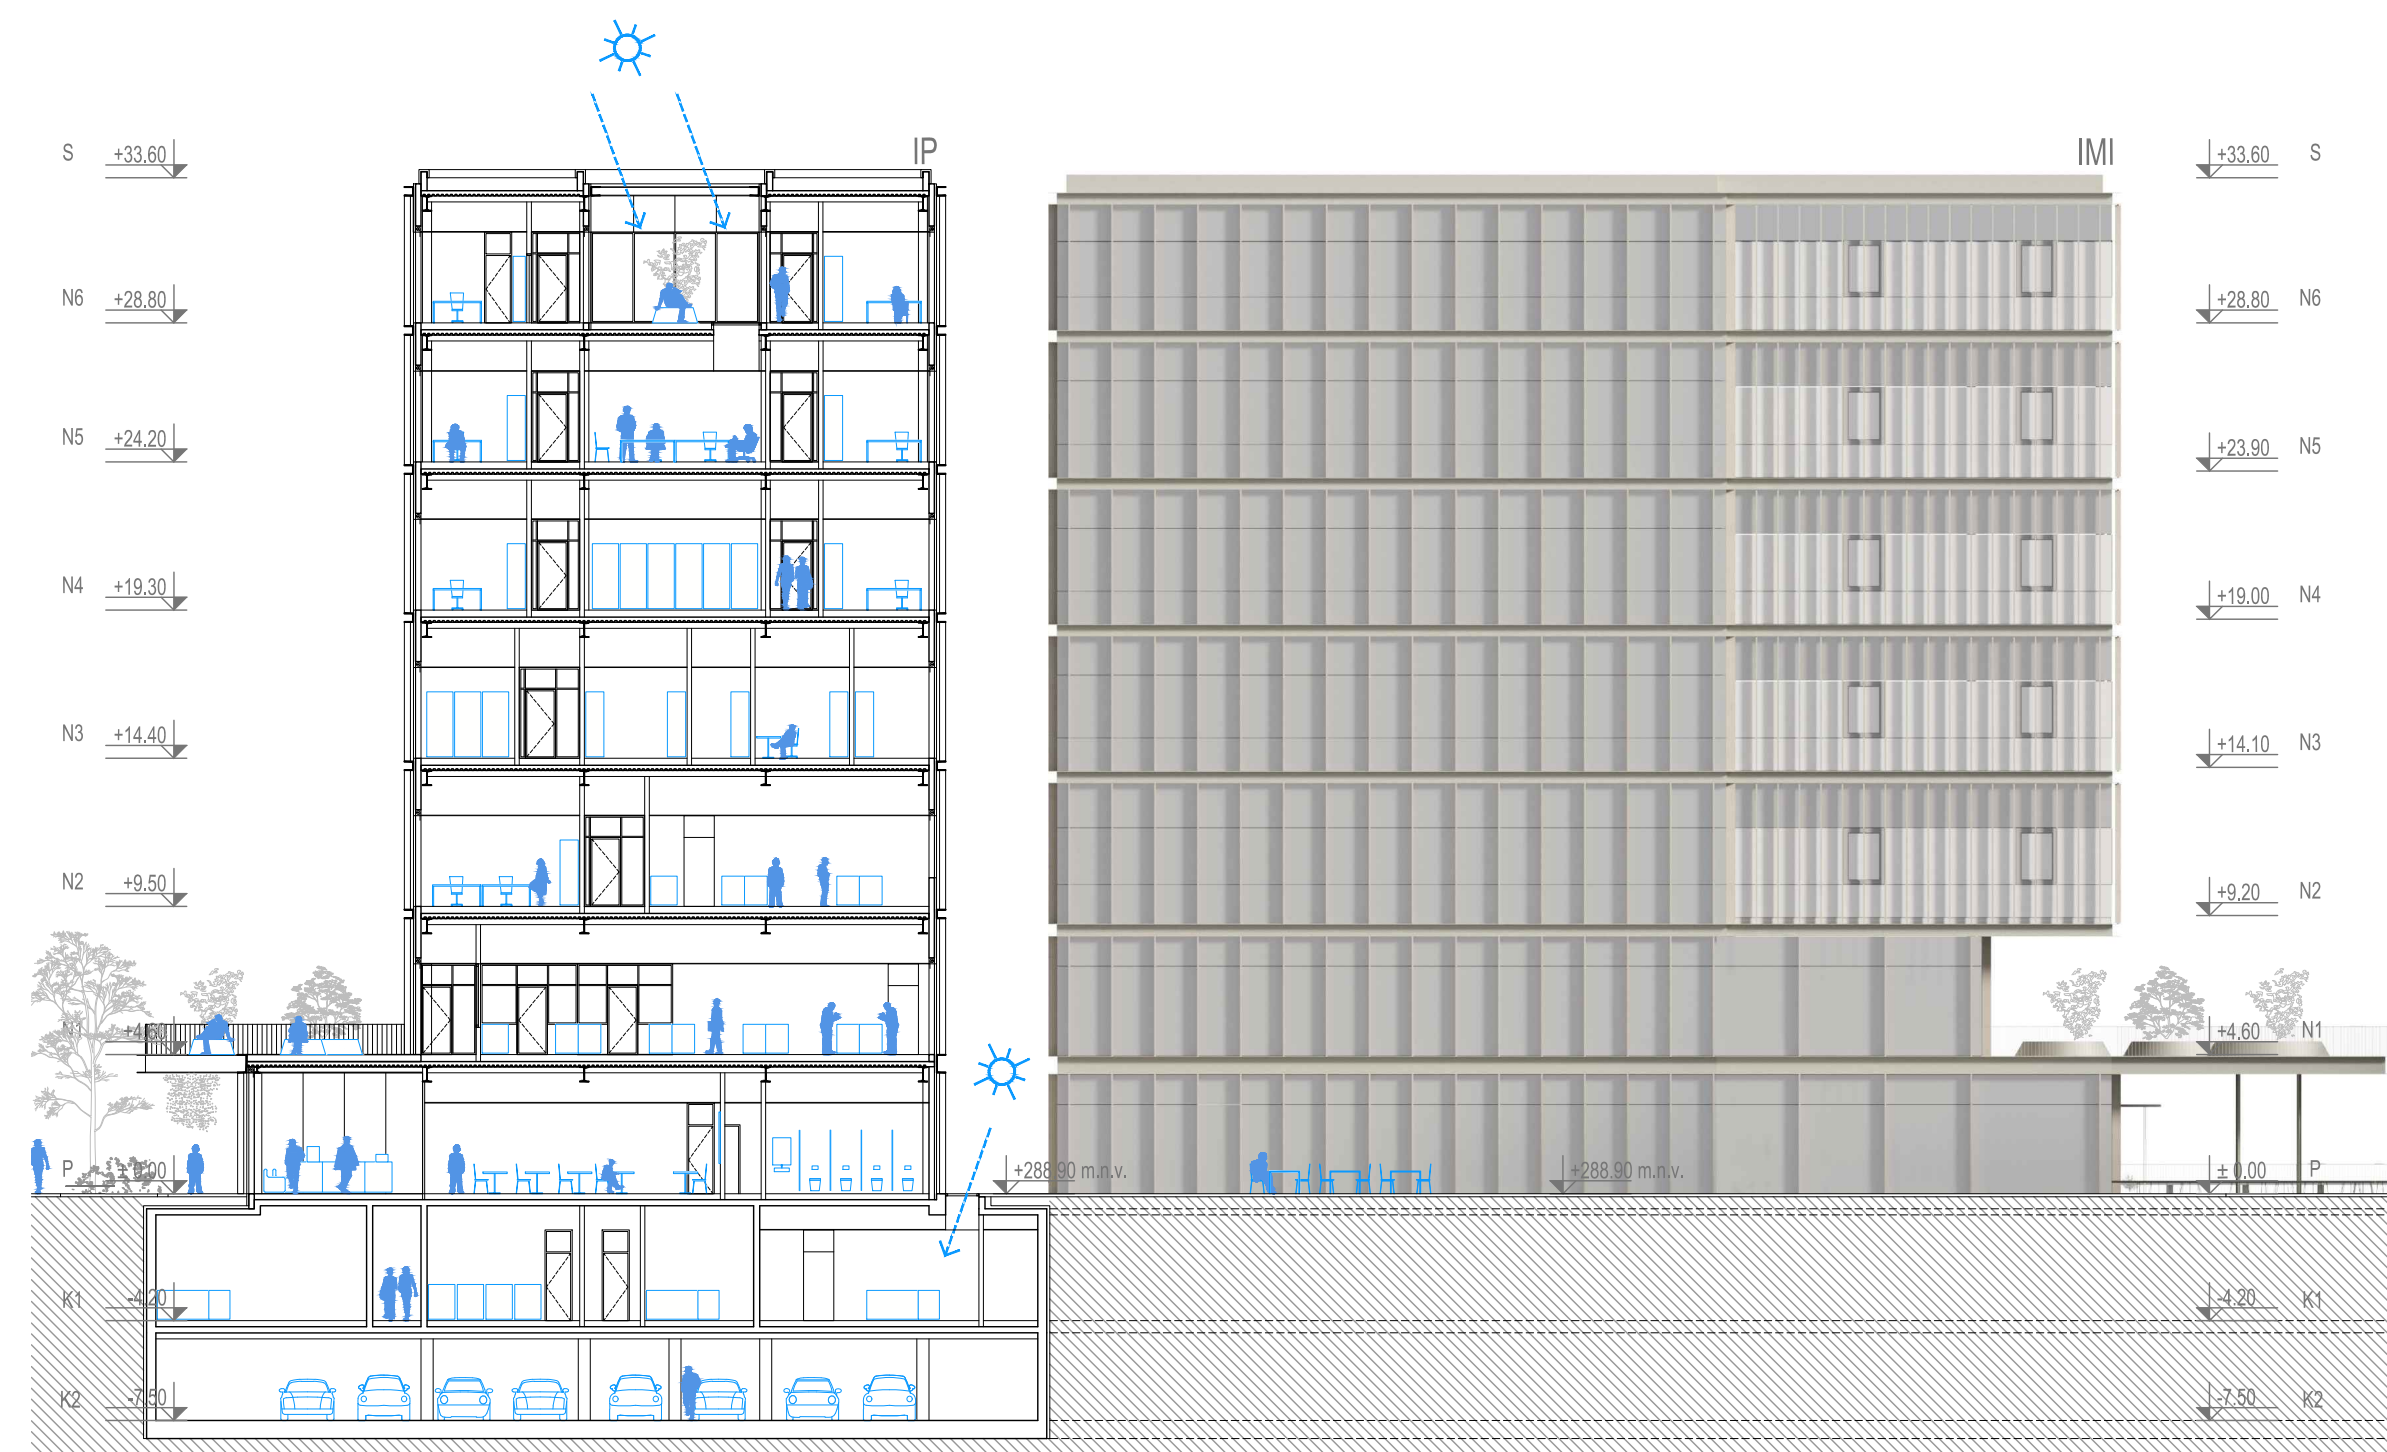 IP
IMI
S +33.60
+33.60 S
N6 +28.80
+28.80 N6
N5 +24.20
+23.90 N5
N4 +19.30
+19.00 N4
N3 +14.40
+14.10 N3
N2 +9.50
+9.20 N2
N1 +4.60
+4.60 N1
P ± 0.00
+288.90 m.n.v.
+288.90 m.n.v.
± 0.00 P
K1 -4.20
-4.20 K1
K2 -7.50
-7.50 K2